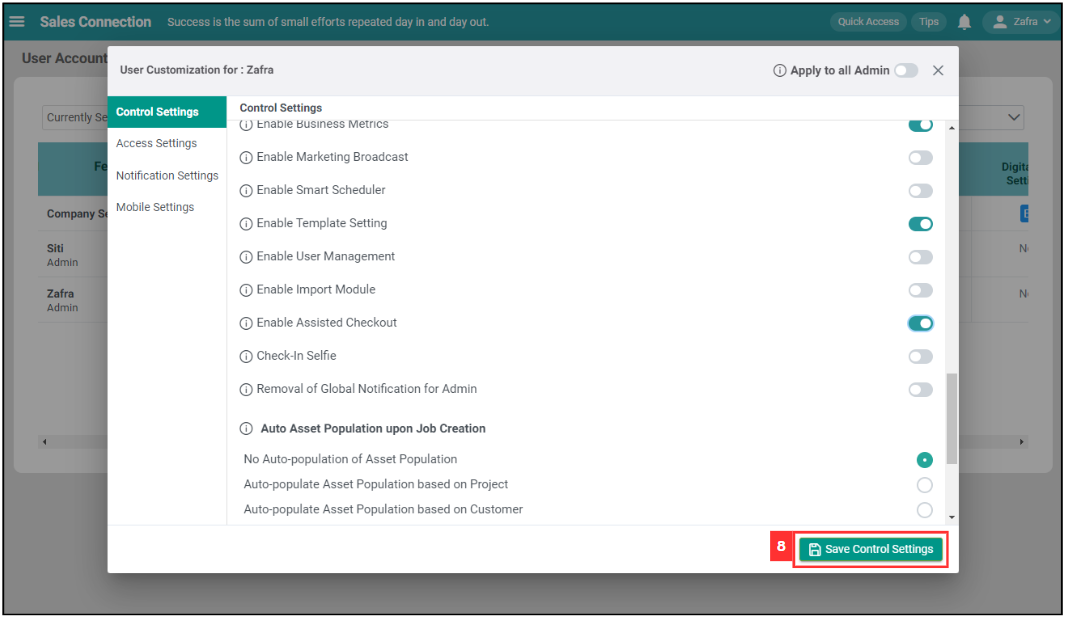 Sales Connection Success is the sum of small efforts repeated day in and day out. Quick Access Tips Zafra
User Account
User Customization for : Zafra Apply to all Admin
Control Settings
Access Settings
Notification Settings
Mobile Settings
Control Settings
Enable Business Metrics
Enable Marketing Broadcast
Enable Smart Scheduler
Enable Template Setting
Enable User Management
Enable Import Module
Enable Assisted Checkout
Check-In Selfie
Removal of Global Notification for Admin
Auto Asset Population upon Job Creation
No Auto-population of Asset Population
Auto-populate Asset Population based on Project
Auto-populate Asset Population based on Customer
8 Save Control Settings
Currently Se
Fe
Company Se
Siti
Admin
Zafra
Admin
Digita
Setti